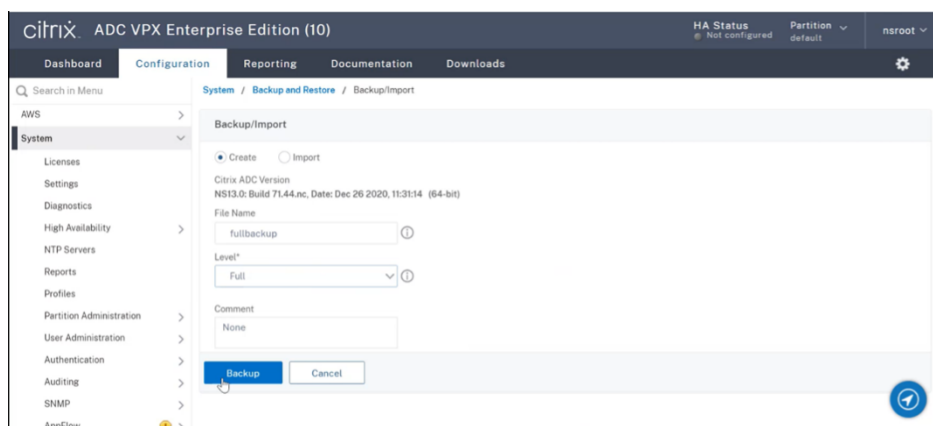 citrix. ADC VPX Enterprise Edition (10)
HA Status
Not configured
Partition
default
nsroot
Dashboard Configuration Reporting Documentation Downloads
Search in Menu
System / Backup and Restore / Backup/Import
AWS
System
Licenses
Settings
Diagnostics
High Availability
NTP Servers
Reports
Profiles
Partition Administration
User Administration
Authentication
Auditing
SNMP
AppFlow
Backup/Import
Create Import
Citrix ADC Version
NS13.0: Build 71.44.nc, Date: Dec 26 2020, 11:31:14 (64-bit)
File Name
fullbackup
Level*
Full
Comment
None
Backup Cancel